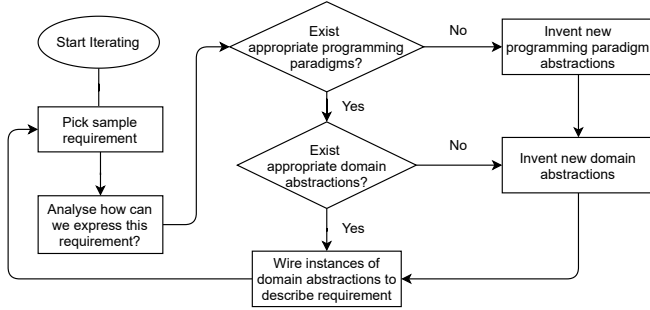 Start Iterating
Pick sample
requirement
Analyse how can
we express this
requirement?
Exist
appropriate programming
paradigms?
No
Invent new
programming paradigm
abstractions
Yes
Exist
appropriate domain
abstractions?
No
Invent new domain
abstractions
Yes
Wire instances of
domain abstractions to
describe requirement